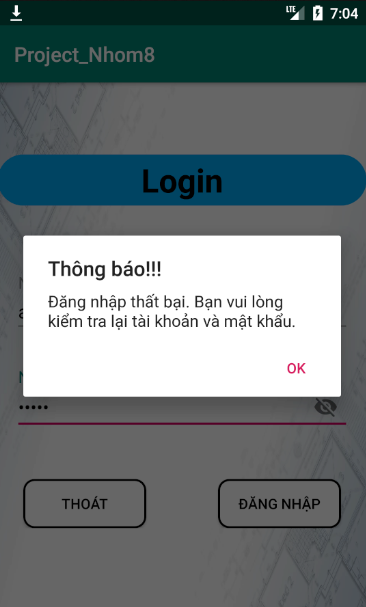 LTE 7:04
Project_Nhom8
Login
Thông báo!!!
Đăng nhập thất bại. Bạn vui lòng
kiểm tra lại tài khoản và mật khẩu.
OK
•••••
THOÁT ĐĂNG NHẬP